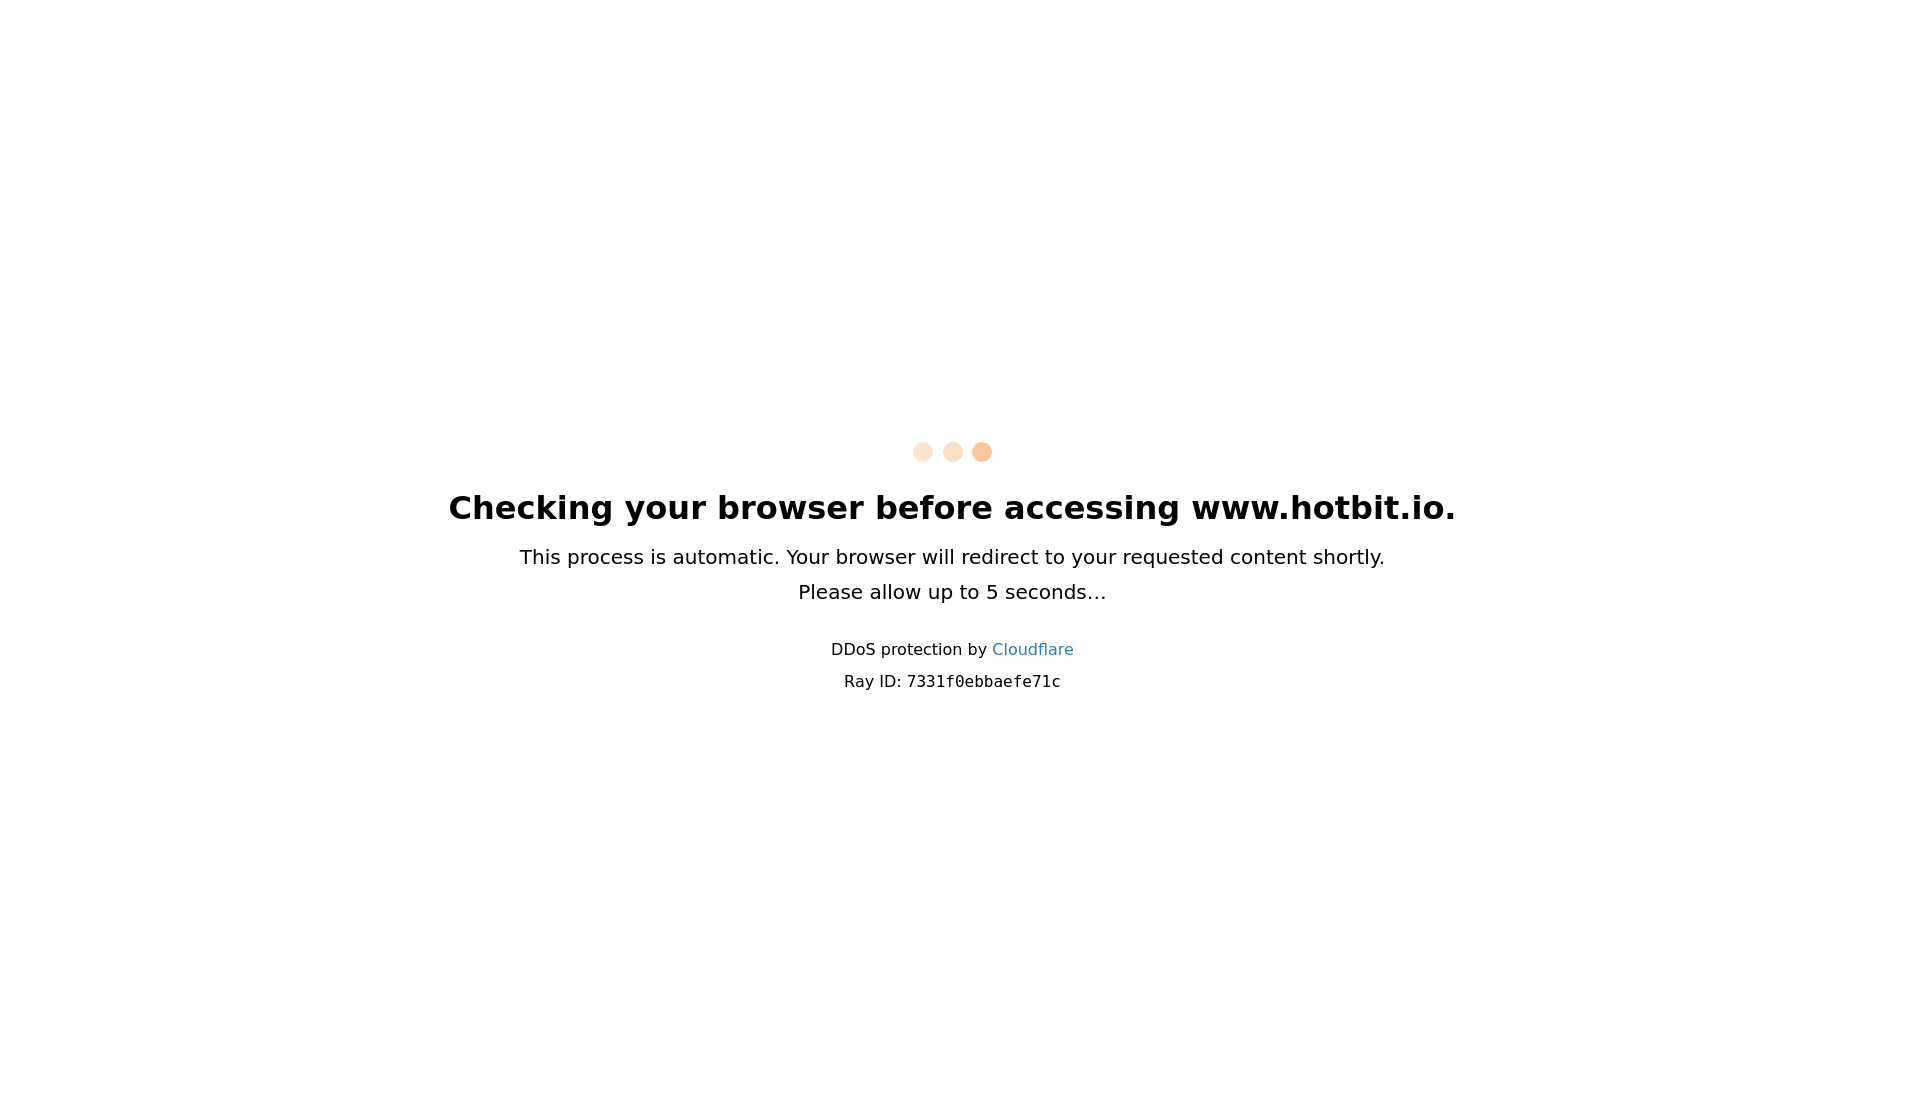 Checking your browser before accessing www.hotbit.io.
This process is automatic. Your browser will redirect to your requested content shortly.
Please allow up to 5 seconds…
DDoS protection by Cloudflare
Ray ID: 7331f0ebbaefe71c